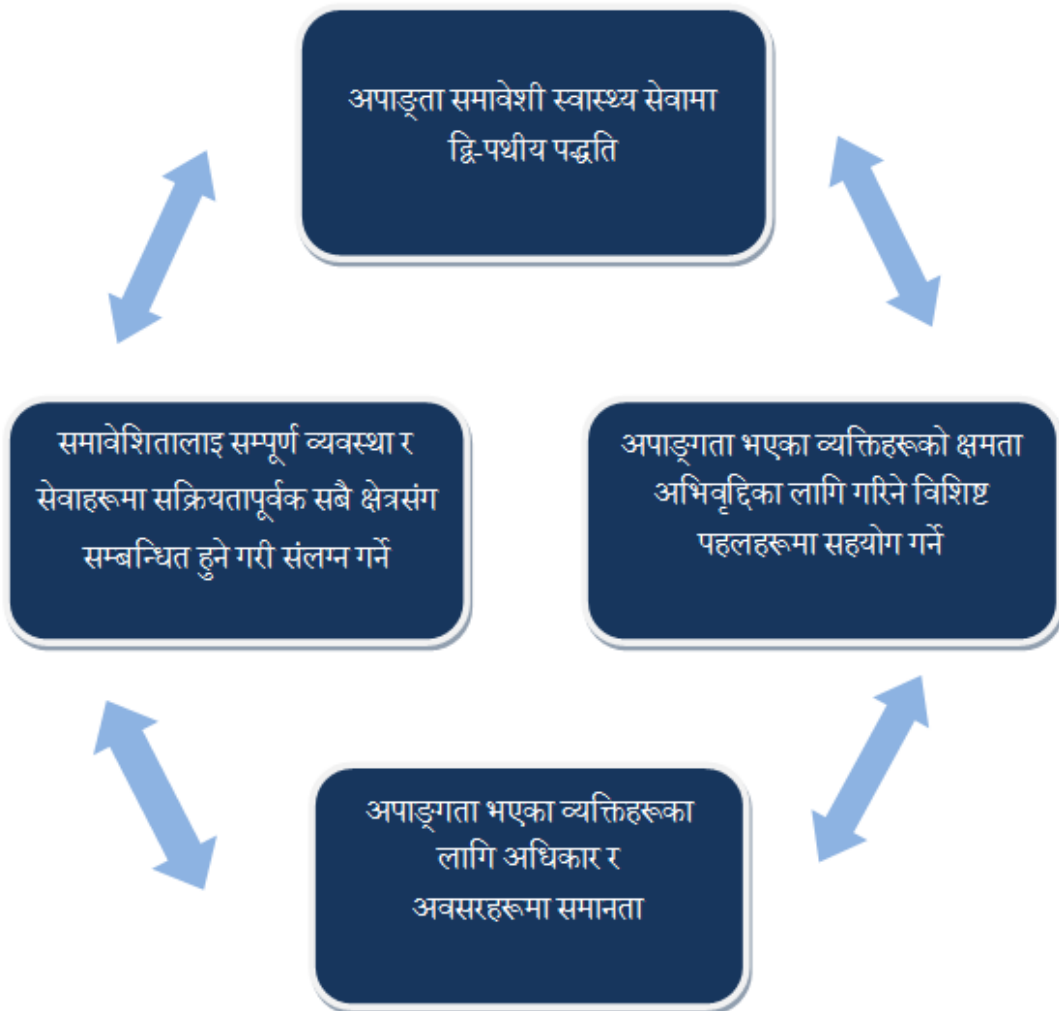 अपाङ्ता समावेशी स्वास्थ्य सेवामा
द्वि-पथीय पद्धति
समावेशितालाइ सम्पूर्ण व्यवस्था र
सेवाहरूमा सक्रियतापूर्वक सबै क्षेत्रसंग
सम्बन्धित हुने गरी संलग्न गर्ने
अपाङ्गता भएका व्यक्तिहरूको क्षमता
अभिवृद्दिका लागि गरिने विशिष्ट
पहलहरूमा सहयोग गर्ने
अपाङ्गता भएका व्यक्तिहरूका
लागि अधिकार र
अवसरहरूमा समानता